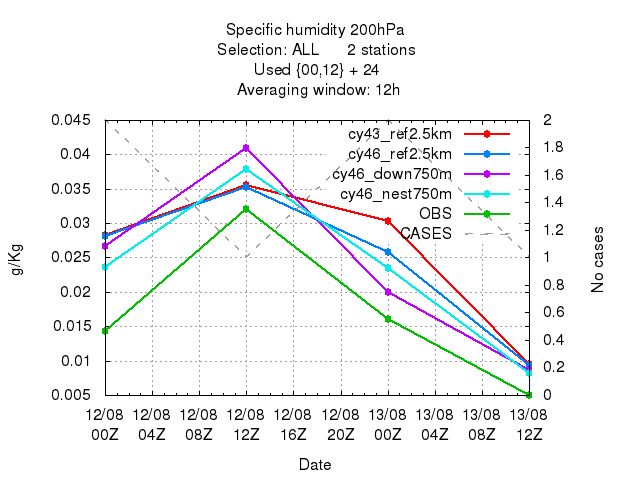 Specific humidity 200hPa
Selection: ALL 2 stations
Used {00,12} + 24
Averaging window: 12h
0.045
0.04
0.035
0.03
0.025
0.02
0.015
0.01
0.005
g/Kg
2
1.8
1.6
1.4
1.2
1
0.8
0.6
0.4
0.2
0
No cases
cy43_ref2.5km
cy46_ref2.5km
cy46_down750m
cy46_nest750m
OBS
CASES
12/08 12/08 12/08 12/08 12/08 12/08 13/08 13/08 13/08 13/08
00Z 04Z 08Z 12Z 16Z 20Z 00Z 04Z 08Z 12Z
Date